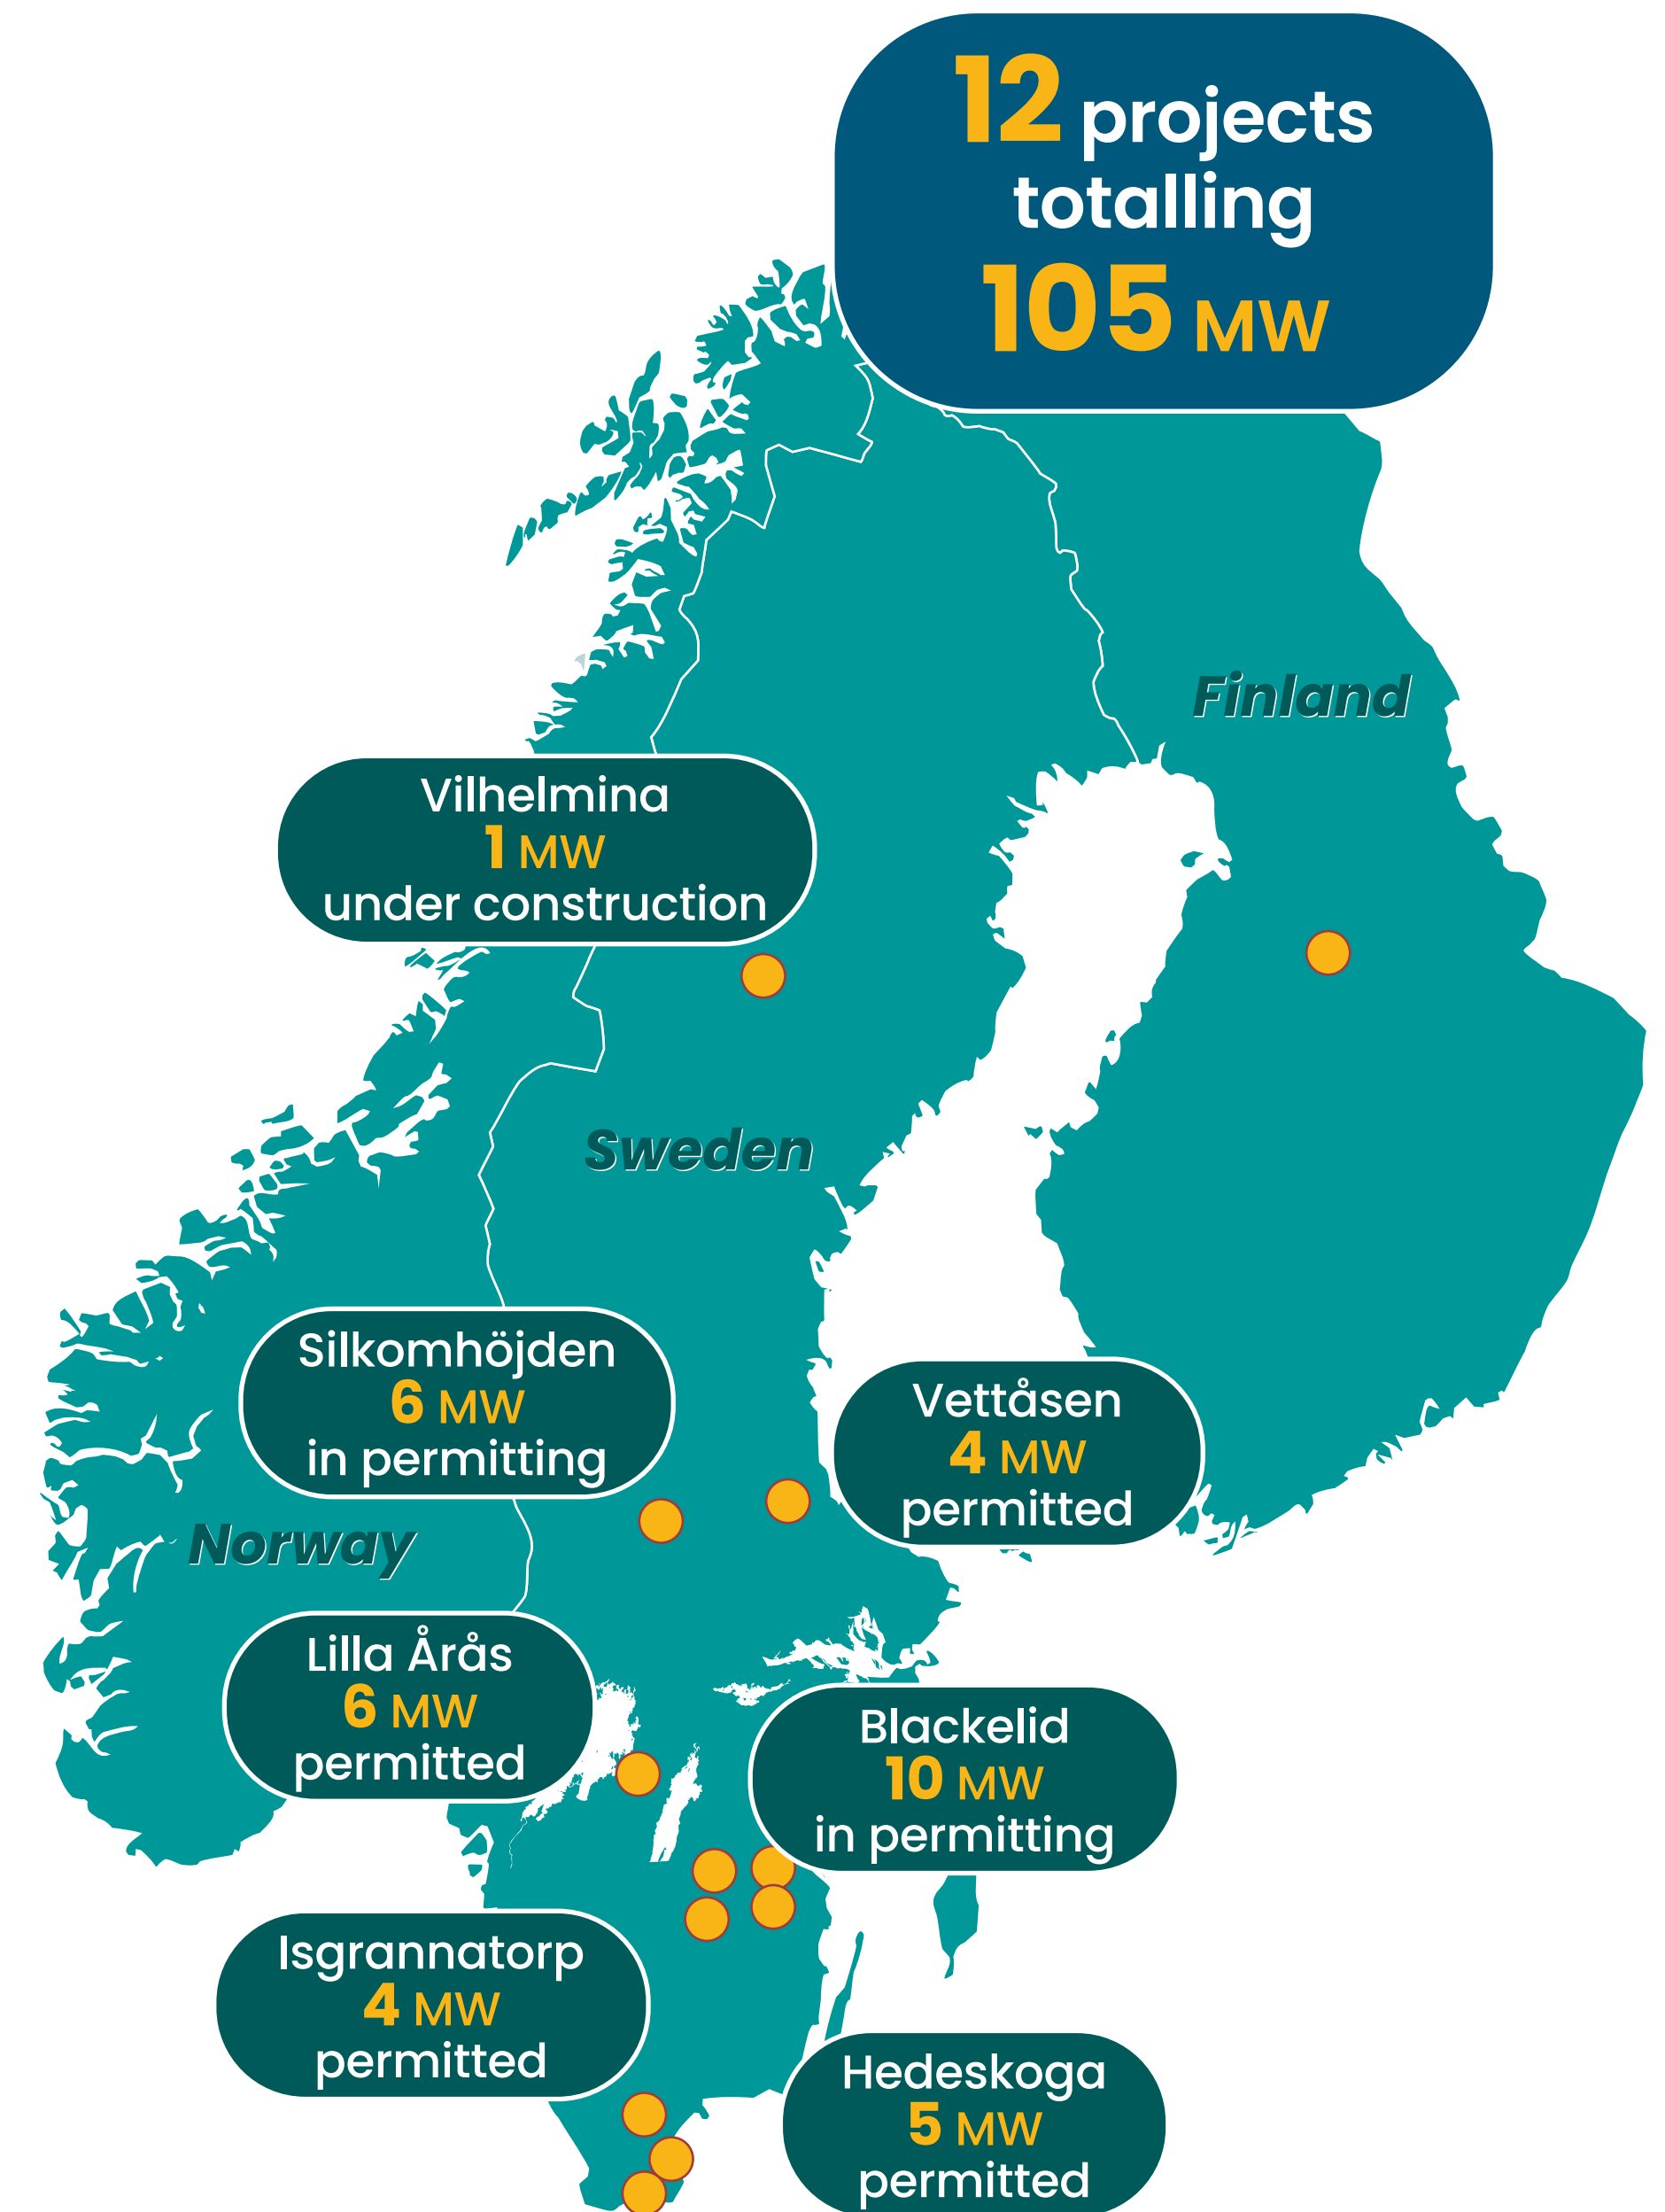 12 projects
totalling
105 MW
Finland
Vilhelmina
1 MW
under construction
Sweden
Silkomhöjden
6 MW
in permitting
Vettåsen
4 MW
permitted
Norway
Lilla Årås
6 MW
permitted
Blackelid
10 MW
in permitting
Isgrannatorp
4 MW
permitted
Hedeskoga
5 MW
permitted